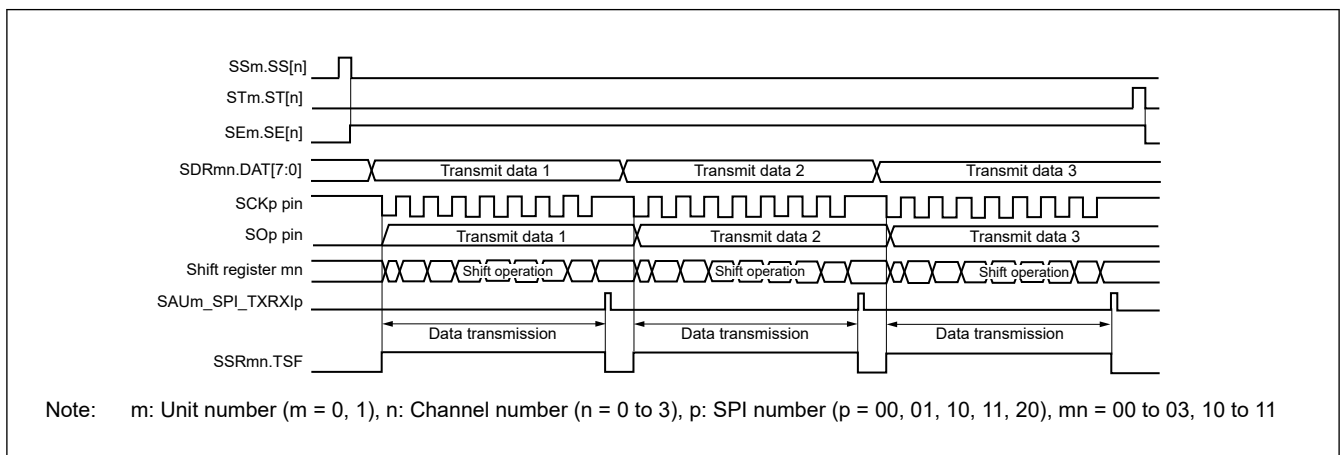 SSm.SS[n]
STm.ST[n]
SEm.SE[n]
SDRmn.DAT[7:0] Transmit data 1 Transmit data 2 Transmit data 3
SCKp pin
SOp pin Transmit data 1 Transmit data 2 Transmit data 3
Shift register mn Shift operation Shift operation Shift operation
SAUm_SPI_TXRXIp
Data transmission Data transmission Data transmission
SSRmn.TSF
Note: m: Unit number (m = 0, 1), n: Channel number (n = 0 to 3), p: SPI number (p = 00, 01, 10, 11, 20), mn = 00 to 03, 10 to 11